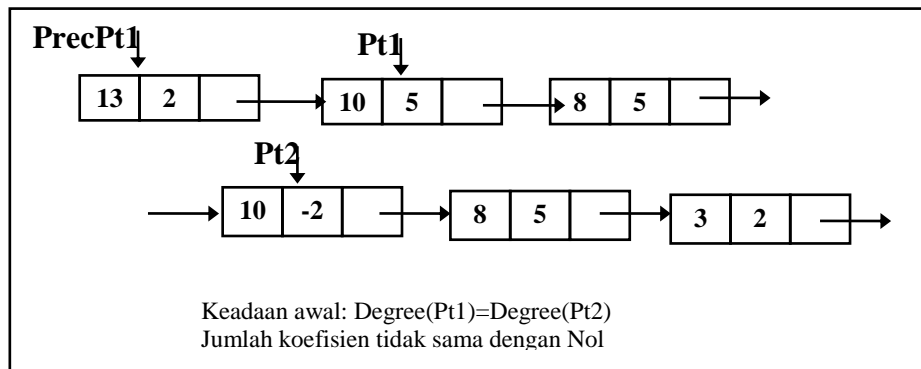 PrecPt1 Pt1
13 2 10 5 8 5
Pt2
10 -2 8 5 3 2
Keadaan awal: Degree(Pt1)=Degree(Pt2)
Jumlah koefisien tidak sama dengan Nol